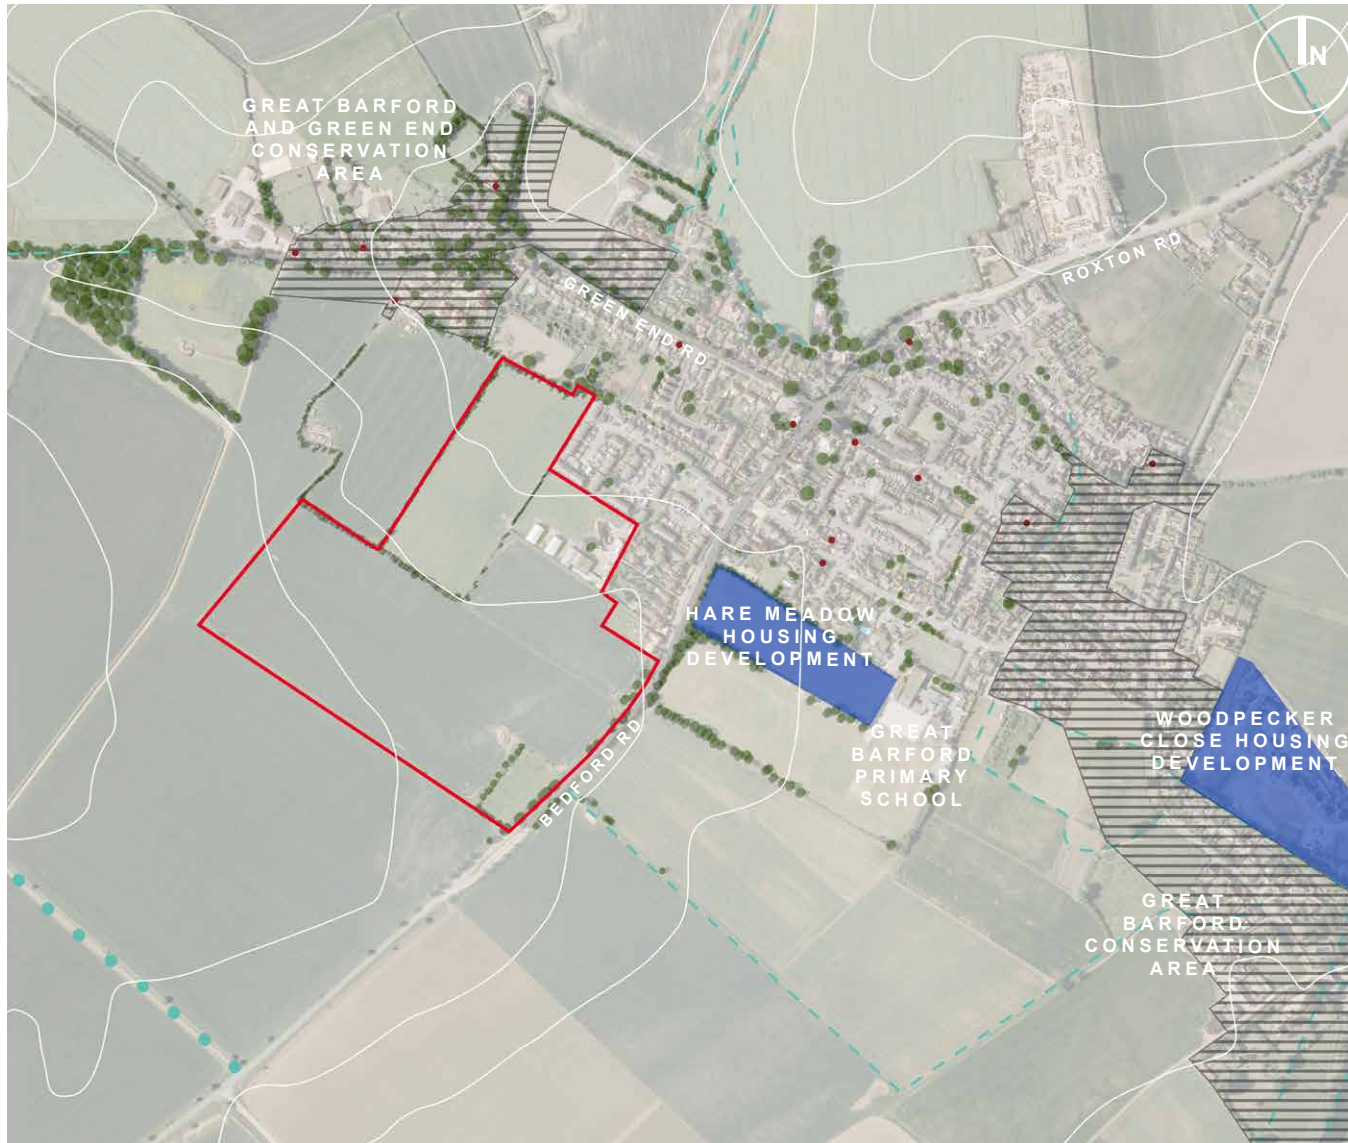 N
GREAT BARFORD
AND GREEN END
CONSERVATION
AREA
ROXTON RD
GREEN END RD
HARE MEADOW
HOUSING
DEVELOPMENT
WOODPECKER
CLOSE HOUSING
DEVELOPMENT
GREAT
BARFORD
PRIMARY
SCHOOL
BEDFORD RD
GREAT
BARFORD
CONSERVATION
AREA